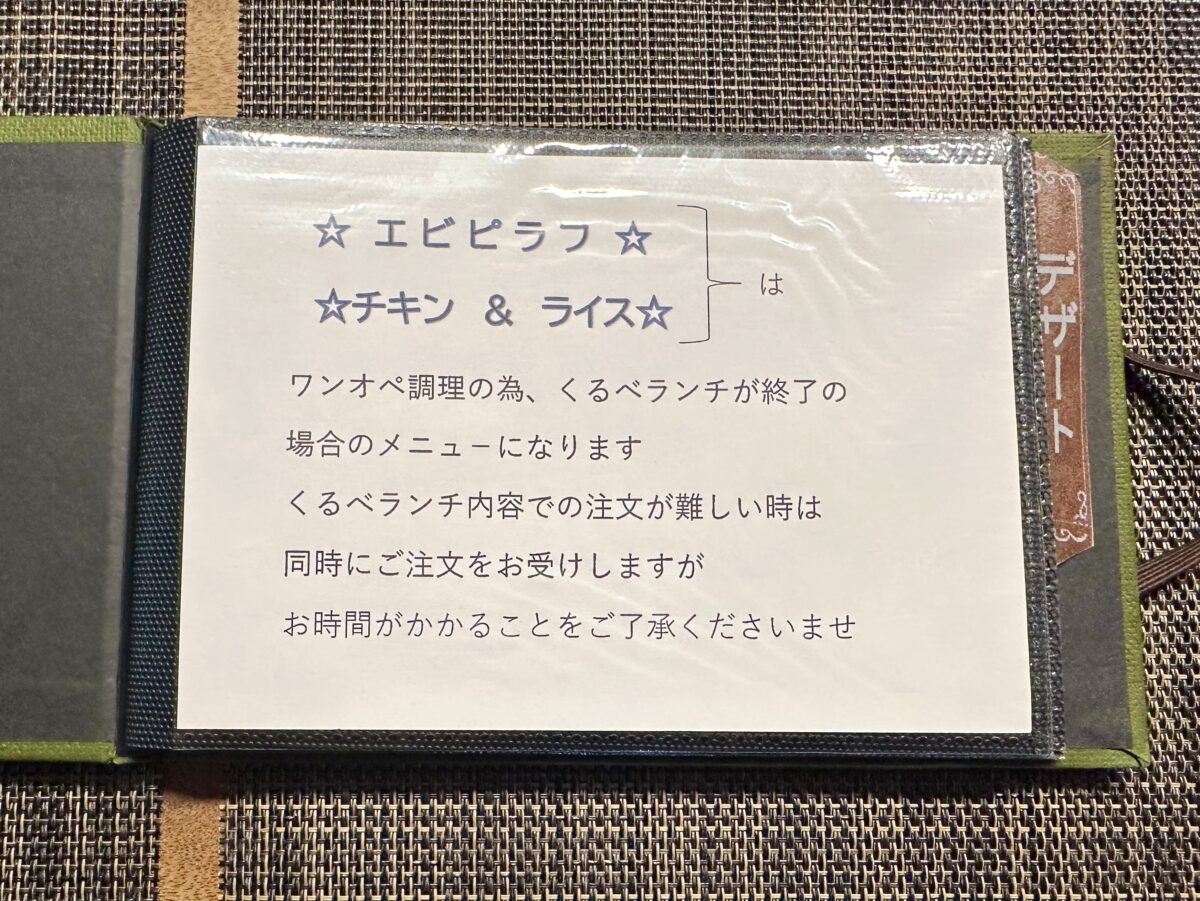 ☆ エビピラフ ☆
☆チキン ＆ ライス☆
は
ワンオペ調理の為、くるべランチが終了の
場合のメニューになります
くるべランチ内容での注文が難しい時は
同時にご注文をお受けしますが
お時間がかかることをご了承くださいませ
デザート